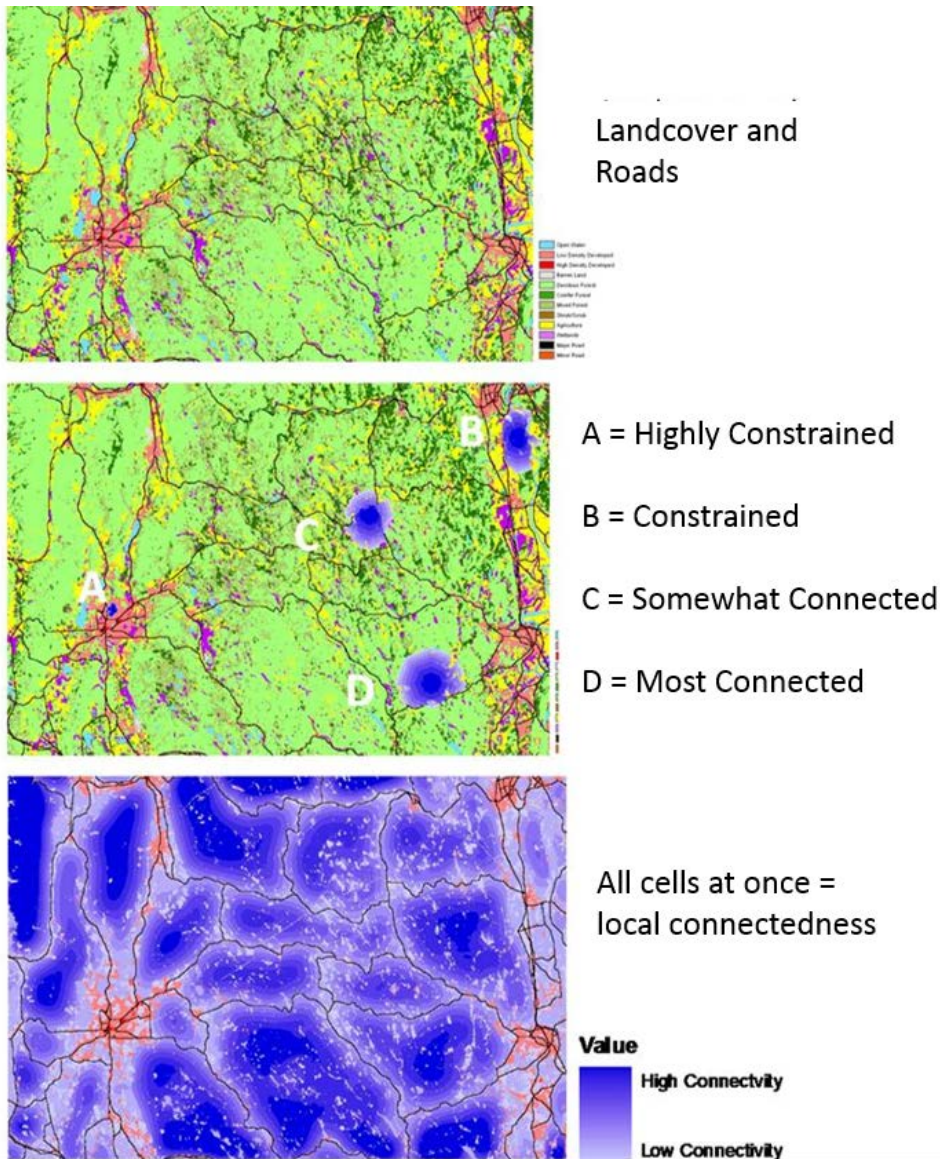 Landcover and
Roads
Open Water
Low Density Developed
High Density Developed
Barren Land
Deciduous Forest
Conifer Forest
Mixed Forest
Agriculture
Wetlands
Major Road
Minor Road
B
C
A
D
A = Highly Constrained
B = Constrained
C = Somewhat Connected
D = Most Connected
All cells at once =
local connectedness
Value
High Connectvity
Low Connectivity